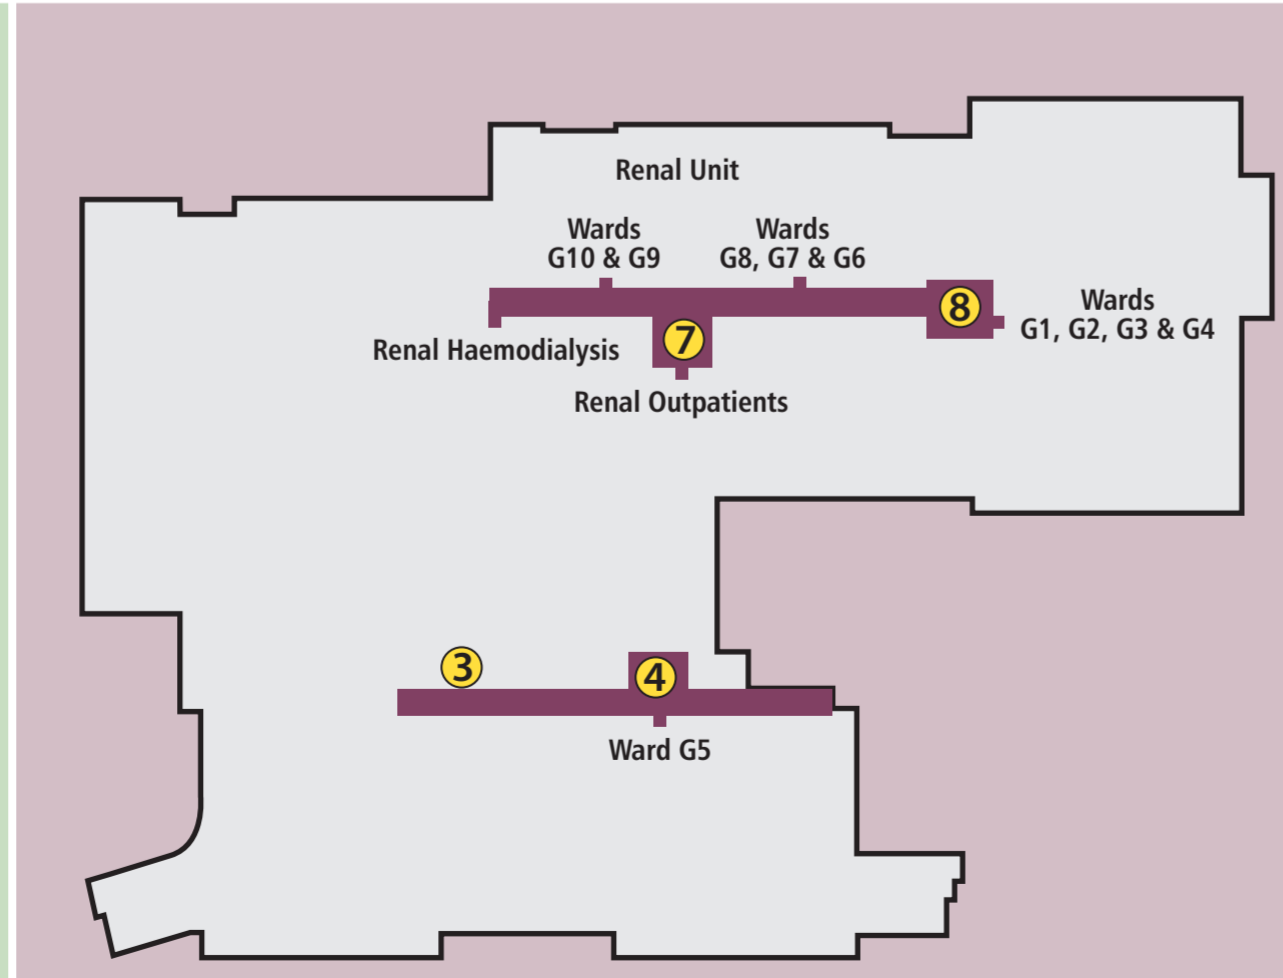 Renal Unit
Wards
G10 & G9
Wards
G8, G7 & G6
8
Wards
G1, G2, G3 & G4
7
Renal Haemodialysis
Renal Outpatients
3
4
Ward G5